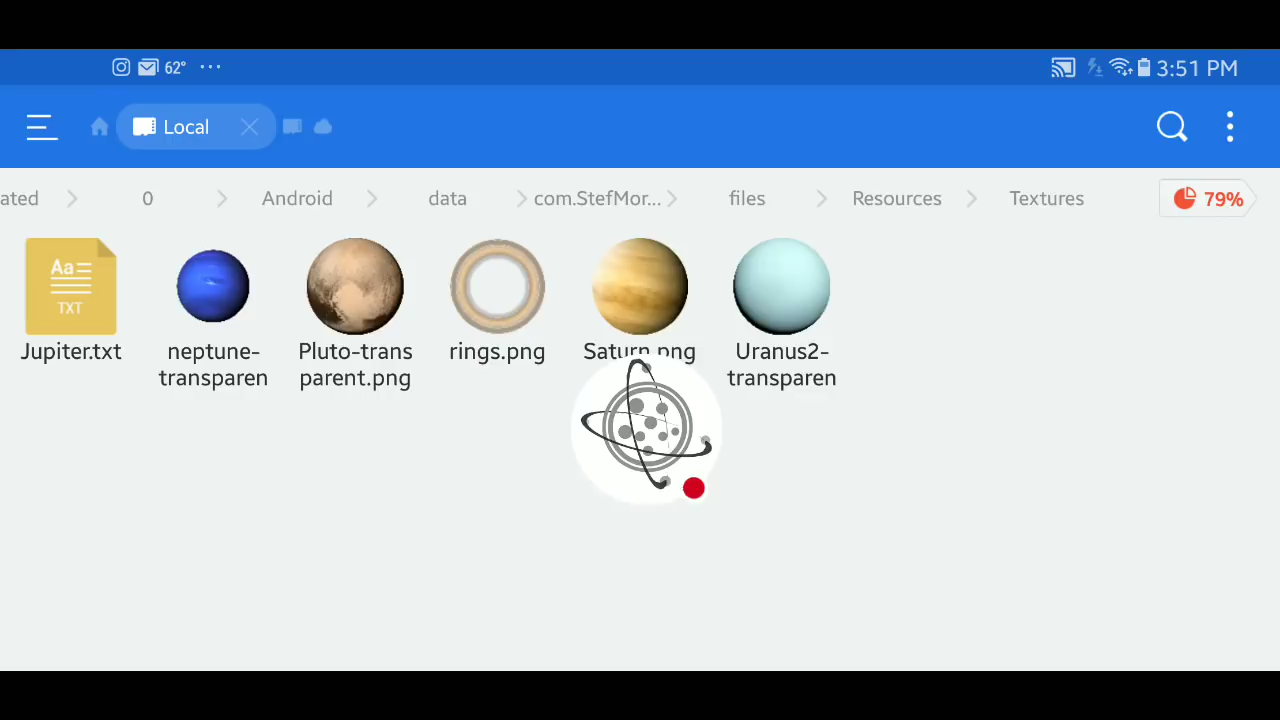 62° ...
3:51 PM
Local
ated 0 Android data com.StefMor... files Resources Textures 79%
Aa
TXT
Jupiter.txt neptune- Pluto-trans rings.png Saturn.png Uranus2-
transparen parent.png transparen